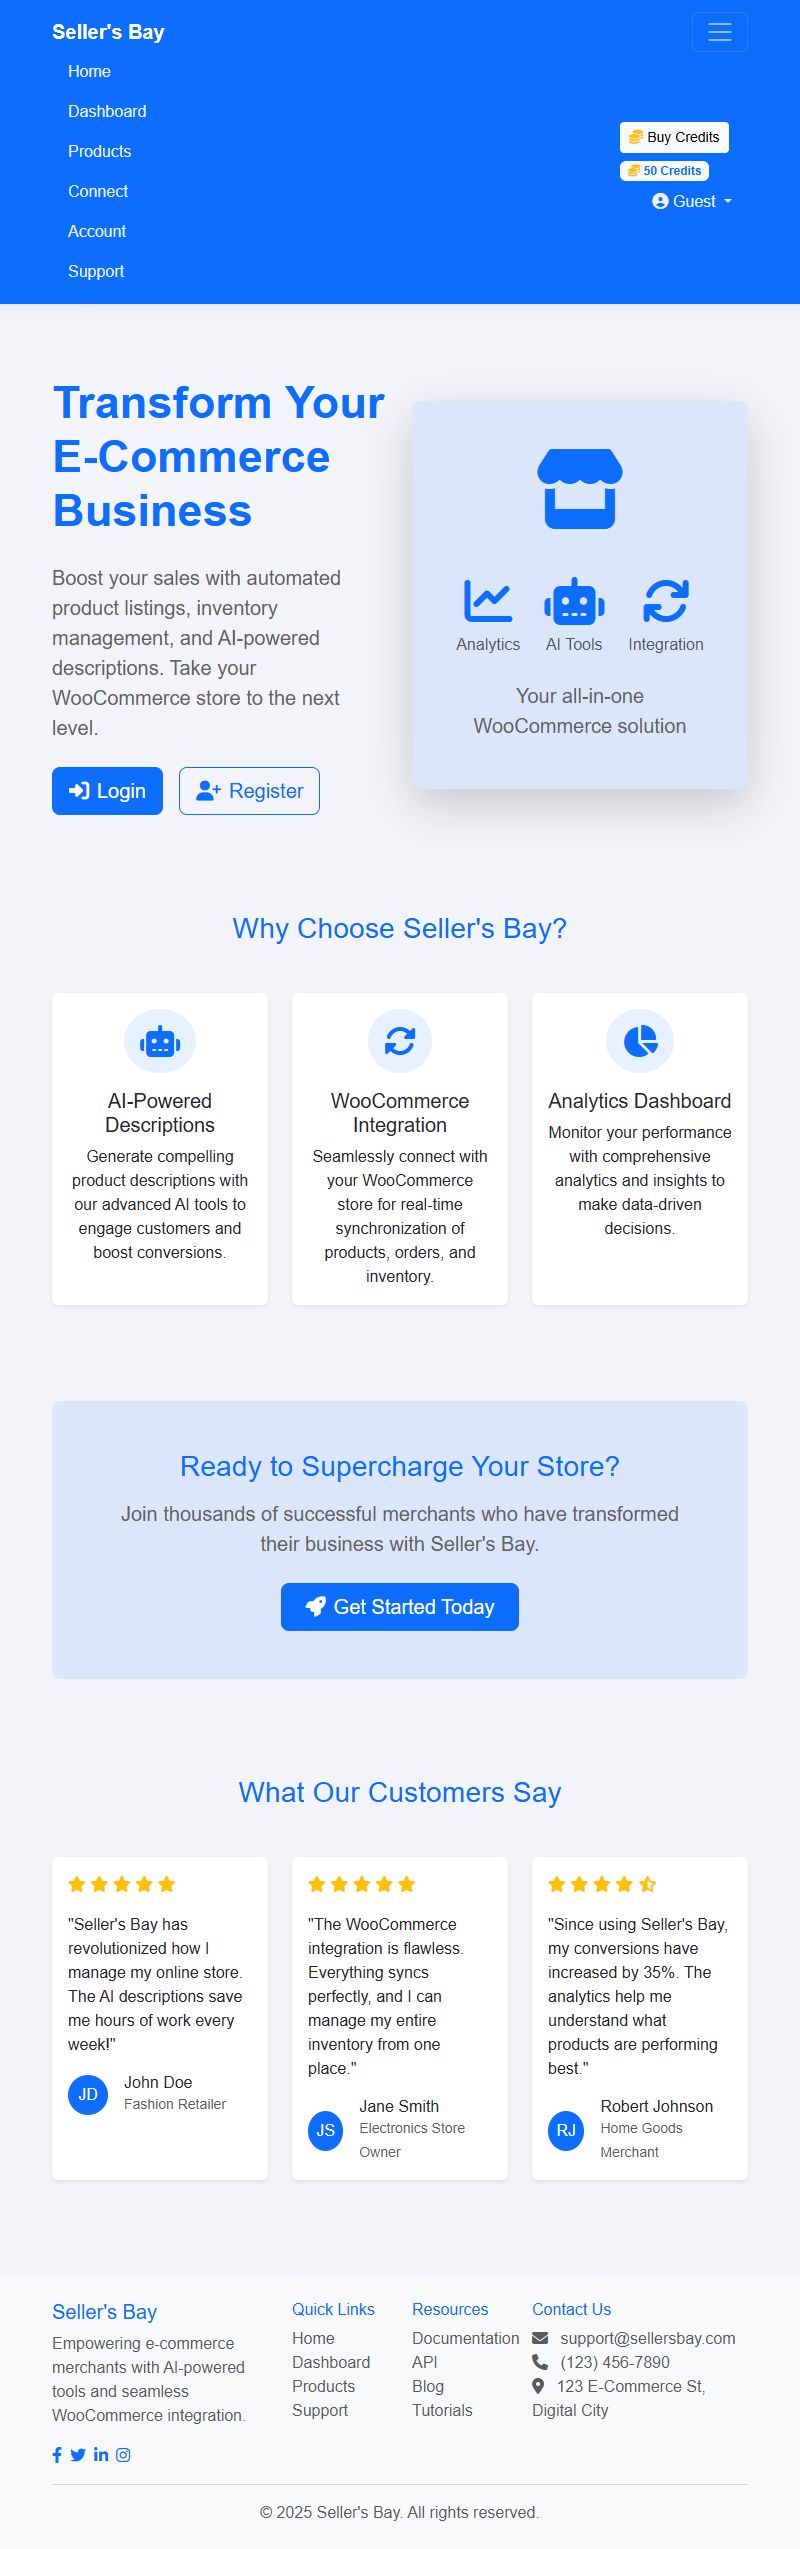 Seller's Bay
Home
Dashboard
Products
Connect
Account
Support
Buy Credits
50 Credits
Guest
Transform Your
E-Commerce
Business
Boost your sales with automated
product listings, inventory
management, and AI-powered
descriptions. Take your
WooCommerce store to the next
level.
Login
Register
Analytics
AI Tools
Integration
Your all-in-one
WooCommerce solution
Why Choose Seller's Bay?
AI-Powered
Descriptions
Generate compelling
product descriptions with
our advanced AI tools to
engage customers and
boost conversions.
WooCommerce
Integration
Seamlessly connect with
your WooCommerce
store for real-time
synchronization of
products, orders, and
inventory.
Analytics Dashboard
Monitor your performance
with comprehensive
analytics and insights to
make data-driven
decisions.
Ready to Supercharge Your Store?
Join thousands of successful merchants who have transformed
their business with Seller's Bay.
Get Started Today
What Our Customers Say
"Seller's Bay has
revolutionized how I
manage my online store.
The AI descriptions save
me hours of work every
week!"
JD
John Doe
Fashion Retailer
"The WooCommerce
integration is flawless.
Everything syncs
perfectly, and I can
manage my entire
inventory from one
place."
JS
Jane Smith
Electronics Store
Owner
"Since using Seller's Bay,
my conversions have
increased by 35%. The
analytics help me
understand what
products are performing
best."
RJ
Robert Johnson
Home Goods
Merchant
Seller's Bay
Empowering e-commerce
merchants with AI-powered
tools and seamless
WooCommerce integration.
Quick Links
Home
Dashboard
Products
Support
Resources
Documentation
API
Blog
Tutorials
Contact Us
support@sellersbay.com
(123) 456-7890
123 E-Commerce St,
Digital City
© 2025 Seller's Bay. All rights reserved.